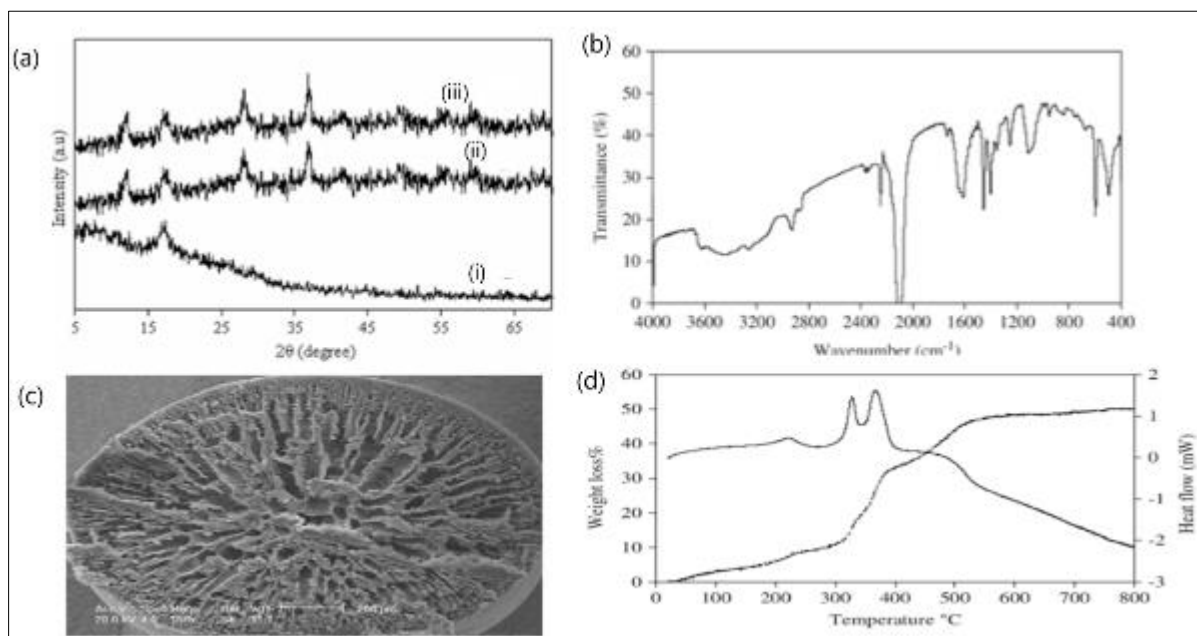 (a)
(iii)
(ii)
(i)
Intensity (a.u)
5 15 25 35 45 55 65
2θ (degree)
(b)
60
50
40
30
20
10
0
Transmittance (%)
4000 3600 3200 2800 2400 2000 1600 1200 800 400
Wavenumber (cm-1)
(c)
(d)
60
50
40
30
20
10
0
Weight loss%
2
1
0
-1
-2
-3
Heat flow (mW)
0 100 200 300 400 500 600 700 800
Temperature °C